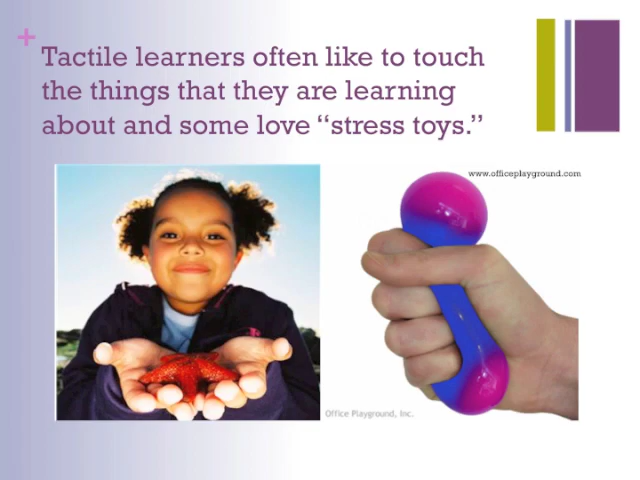 +
Tactile learners often like to touch
the things that they are learning
about and some love “stress toys.”
www.officeplayground.com
Office Playground, Inc.